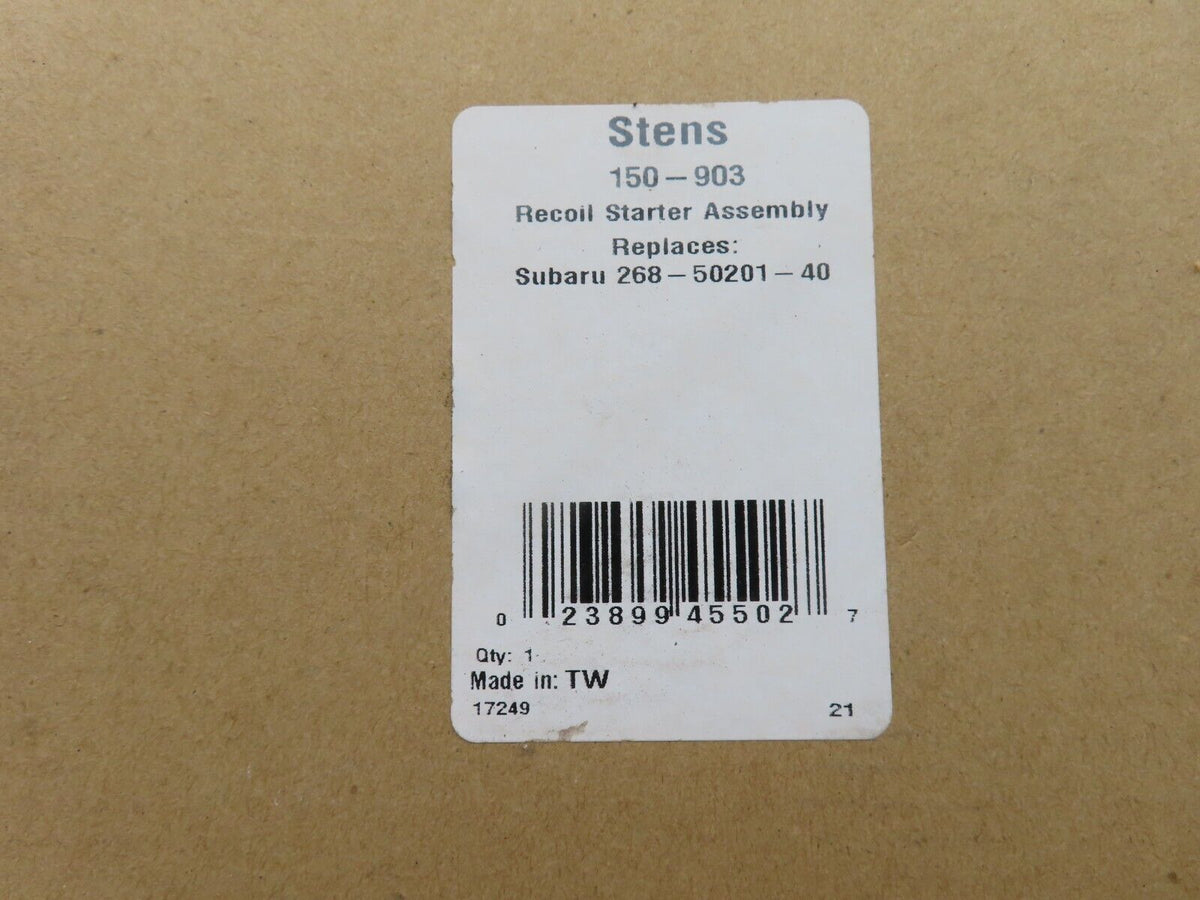 Stens
150-903
Recoil Starter Assembly
Replaces:
Subaru 268-50201-40
0 23899 45502 7
Qty: 1
Made in: TW
17249 21